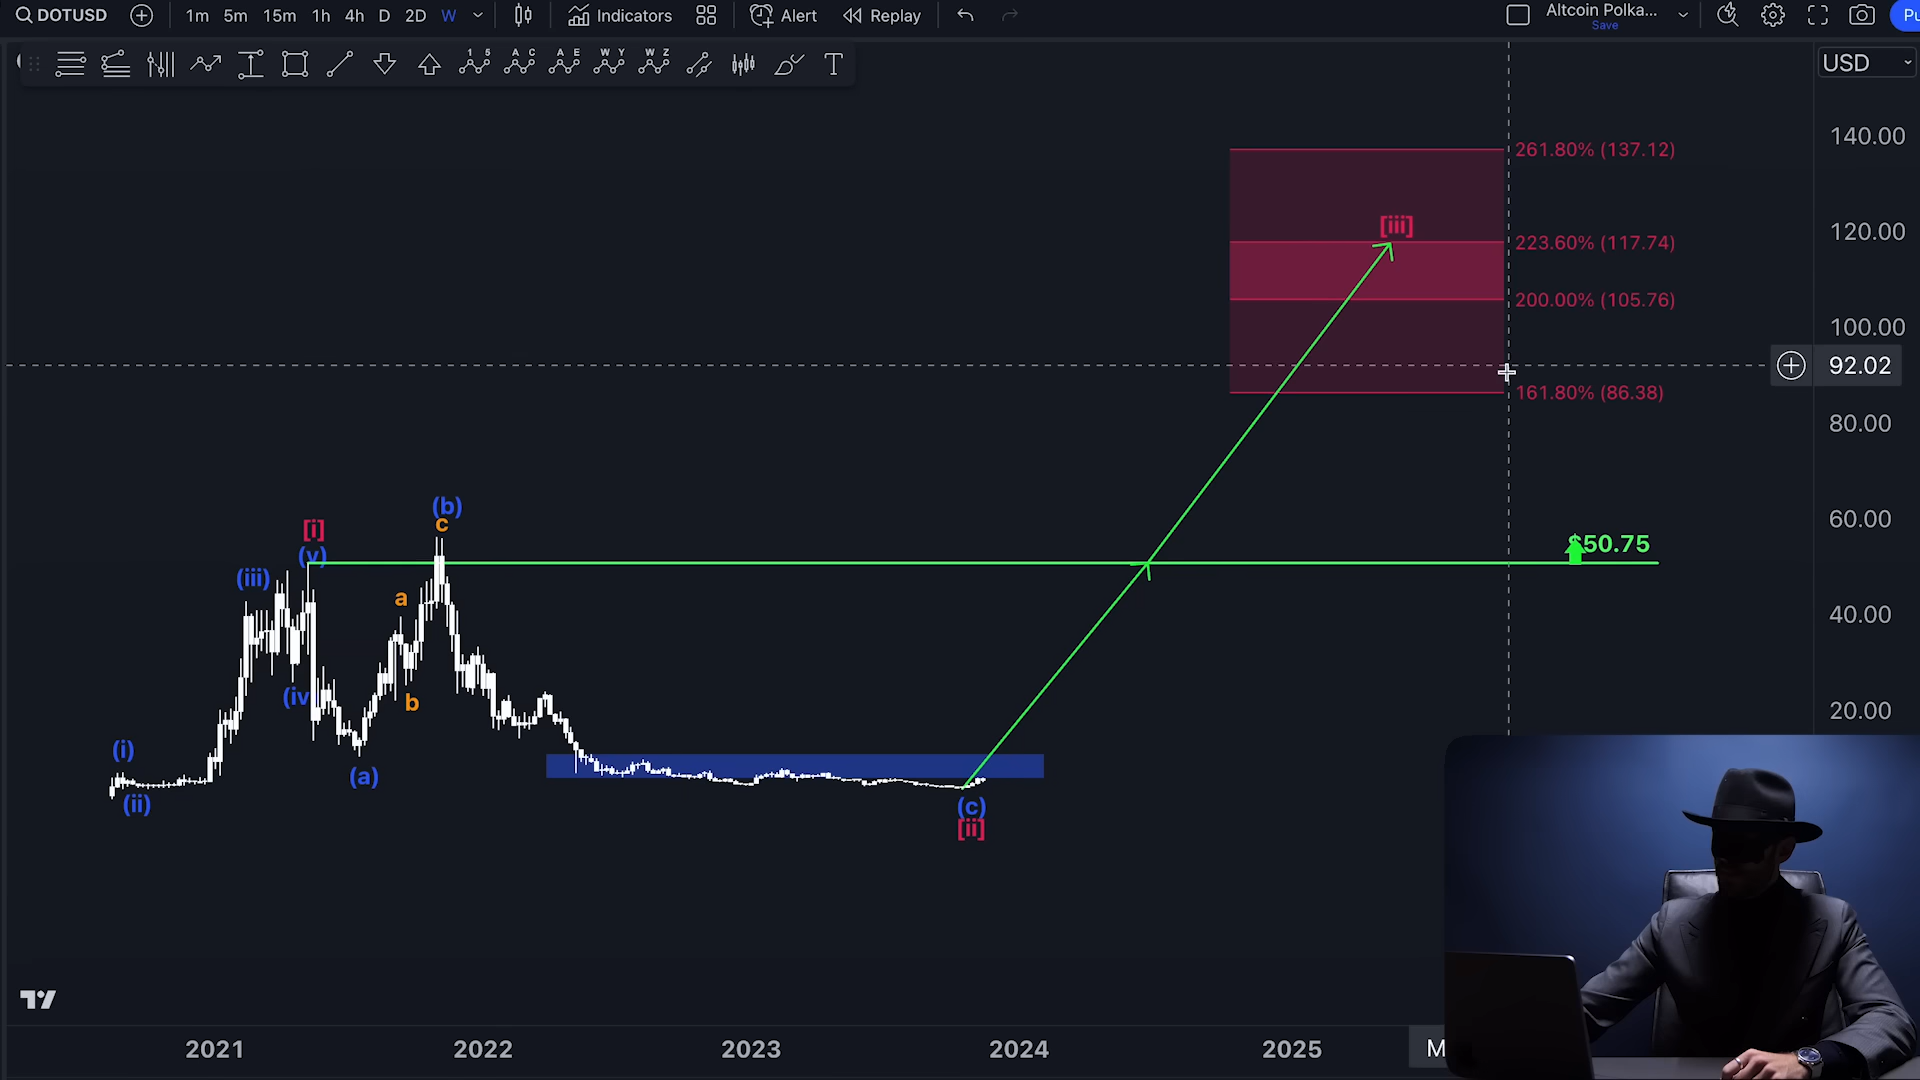 DOTUSD 1m 5m 15m 1h 4h D 2D W Indicators Alert Replay Altcoin Polka...
Save
1 5 A C A E W Y W Z T
USD
140.00
261.80% (137.12)
[iii]
120.00
223.60% (117.74)
200.00% (105.76)
100.00
92.02
161.80% (86.38)
80.00
(b)
c
[i]
60.00
(v)
$50.75
(iii)
a
40.00
(iv
b
20.00
(i)
(a)
(ii)
(c)
[ii]
2021 2022 2023 2024 2025 M